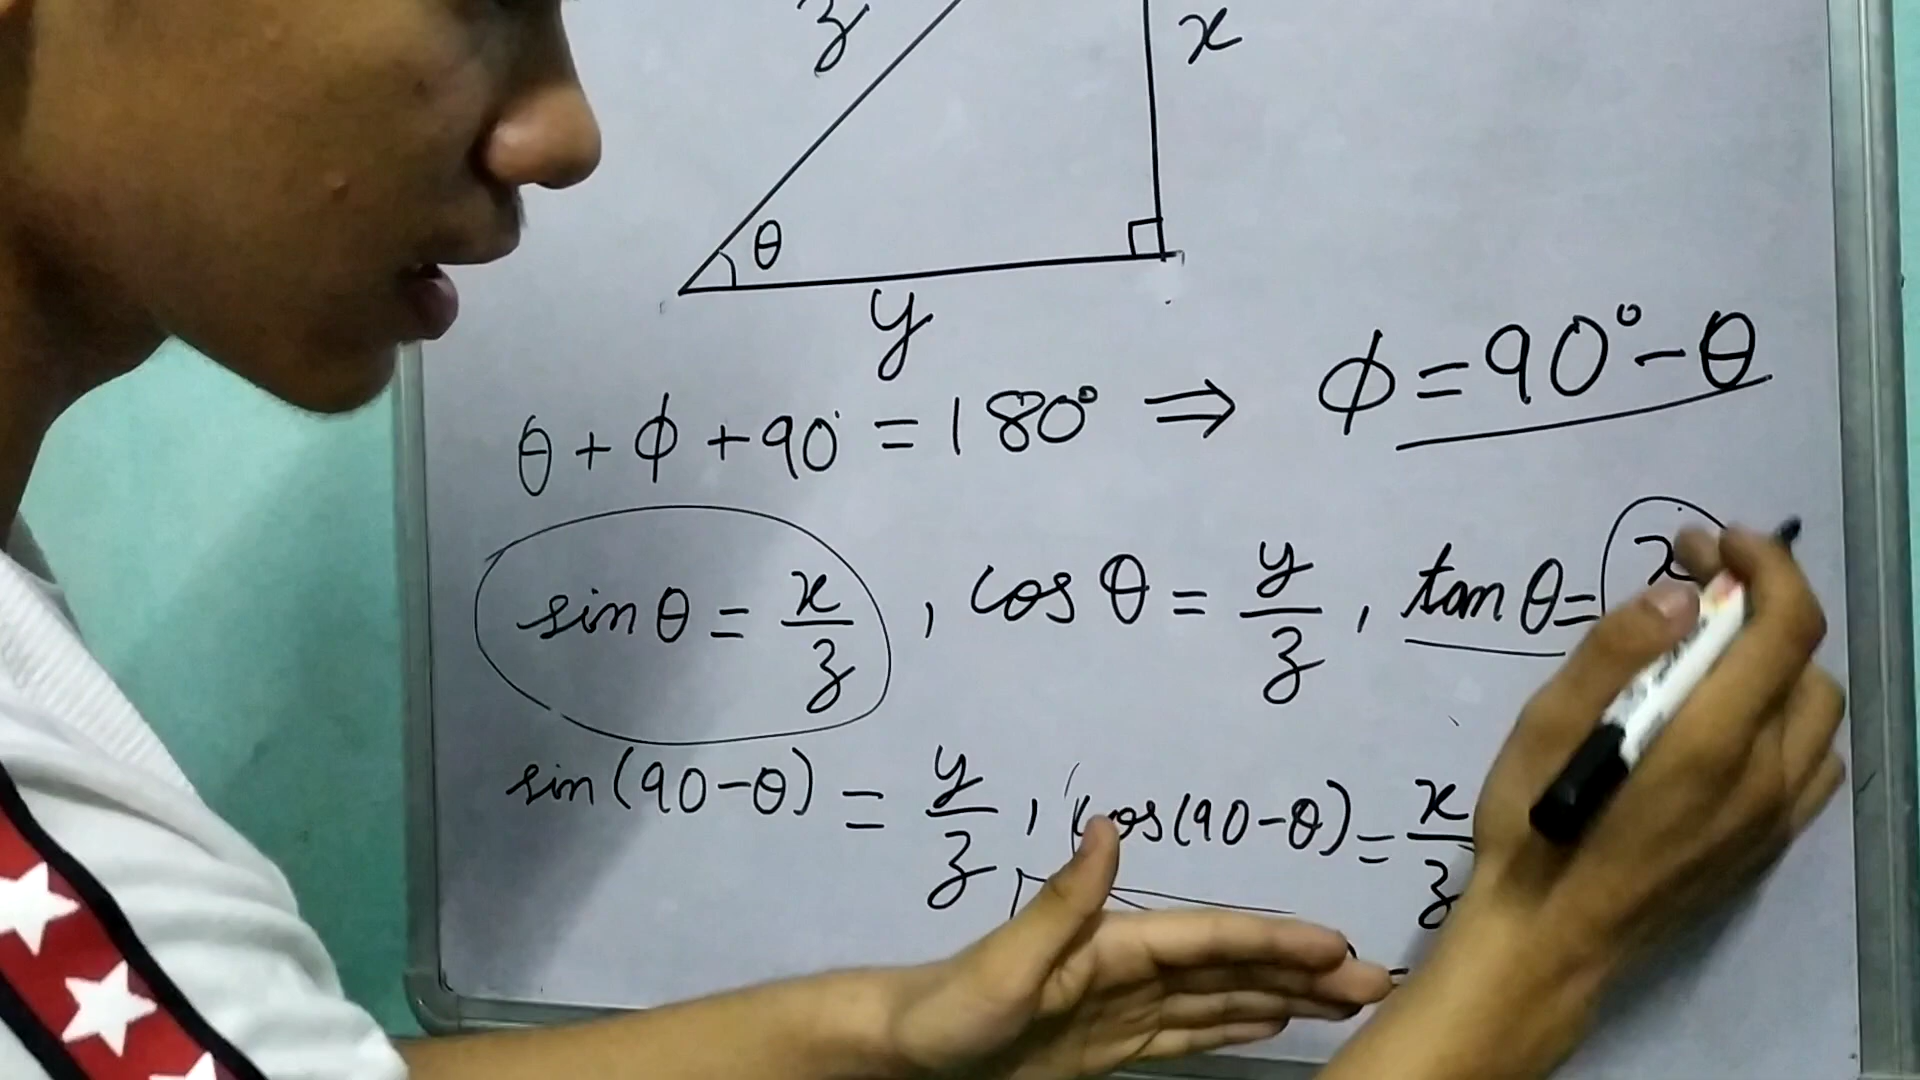 z x
θ
y
θ + ϕ + 90° = 180° ⇒ ϕ = 90° − θ
sin θ = x/z , cos θ = y/z , tan θ = x
sin(90−θ) = y/z , cos(90−θ) = x/z